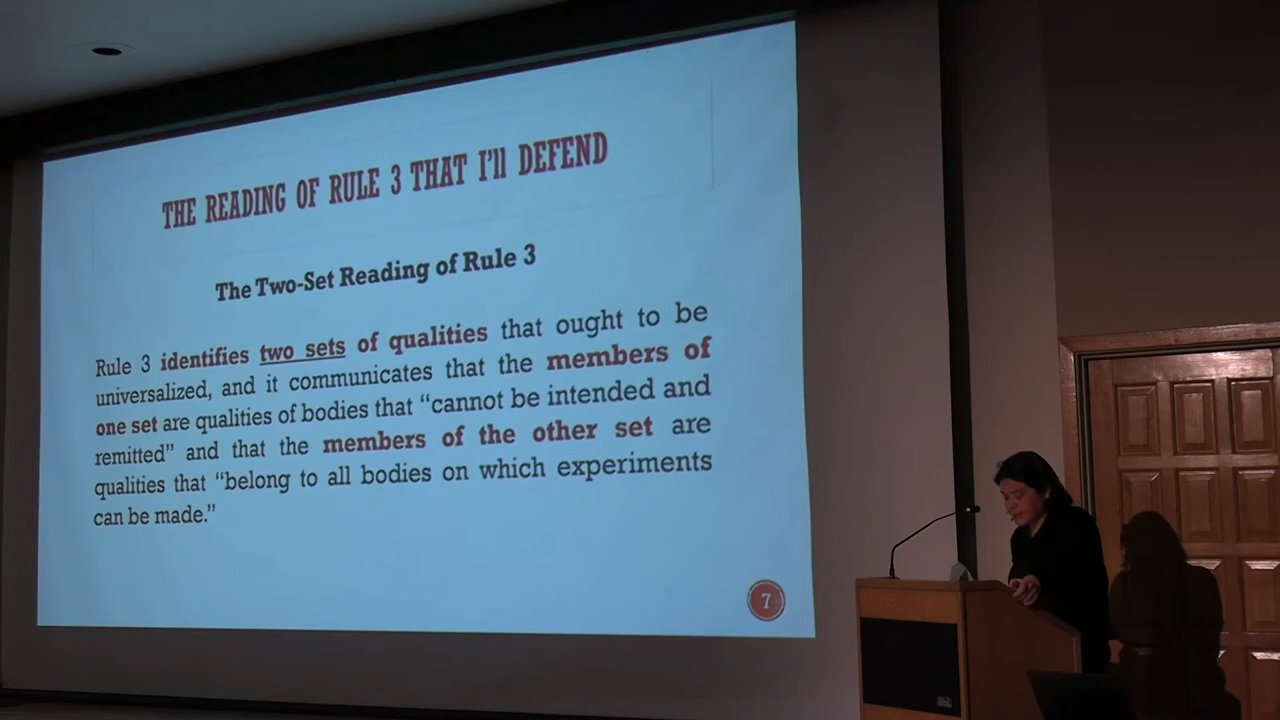 THE READING OF RULE 3 THAT I'll DEFEND
The Two-Set Reading of Rule 3
Rule 3 identifies two sets of qualities that ought to be
universalized, and it communicates that the members of
one set are qualities of bodies that “cannot be intended and
remitted” and that the members of the other set are
qualities that “belong to all bodies on which experiments
can be made.”
7